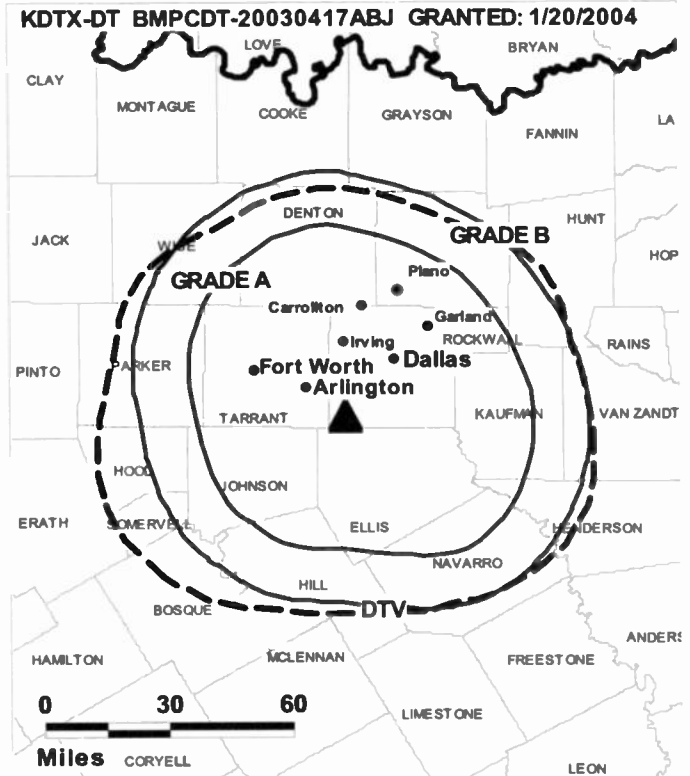 KDTX-DT BMPCDT-20030417ABJ GRANTED: 1/20/2004
LOVE
BRYAN
CLAY
MONTAGUE
COOKE
GRAYSON
LA
FANNIN
DENTON
HUNT
JACK
WISE
GRADE B
HOP
GRADE A
Plano
Carrollton
Garland
Irving
ROCKWALL
RAINS
Dallas
PINTO
PARKER
Fort Worth
Arlington
TARRANT
KAUFMAN
VAN ZANDT
HOOD
JOHNSON
ERATH
SOMERVELL
ELLIS
HENDERSON
NAVARRO
HILL
BOSQUE
DTV
ANDERS
HAMILTON
MCLENNAN
FREESTONE
0 30 60
LIMESTONE
Miles
CORYELL
LEON